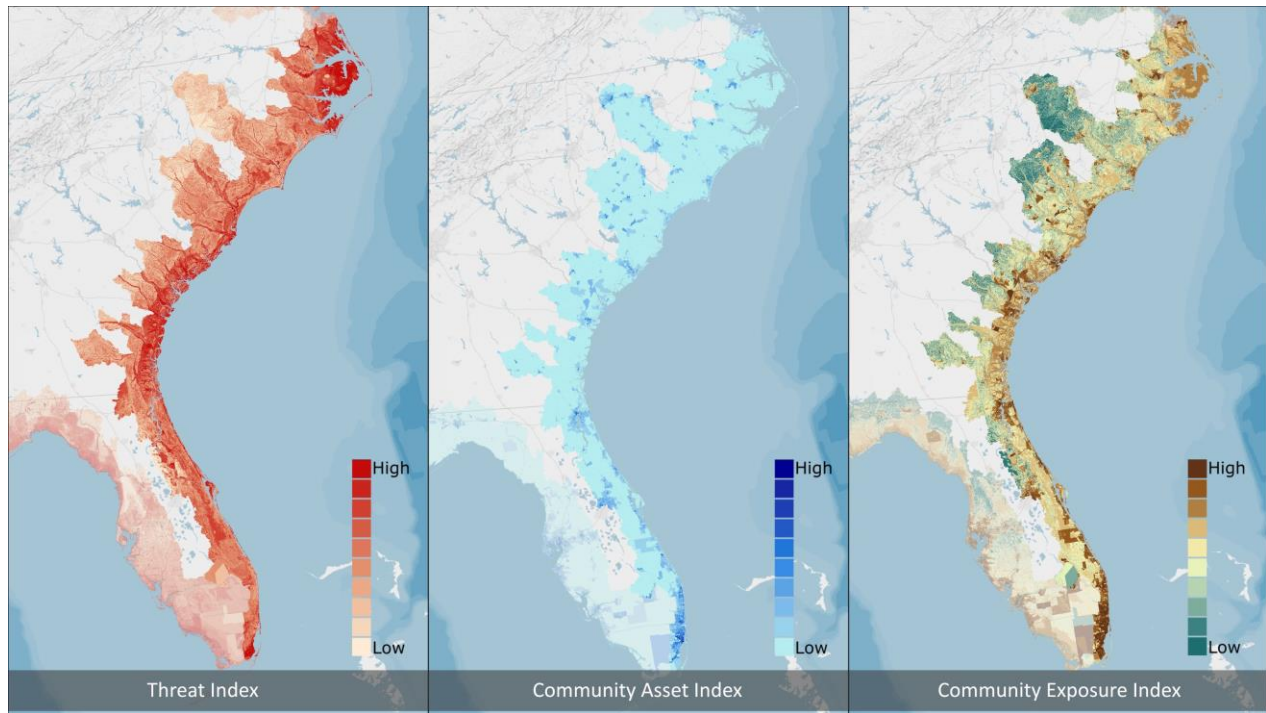 High
Low
Threat Index
High
Low
Community Asset Index
High
Low
Community Exposure Index